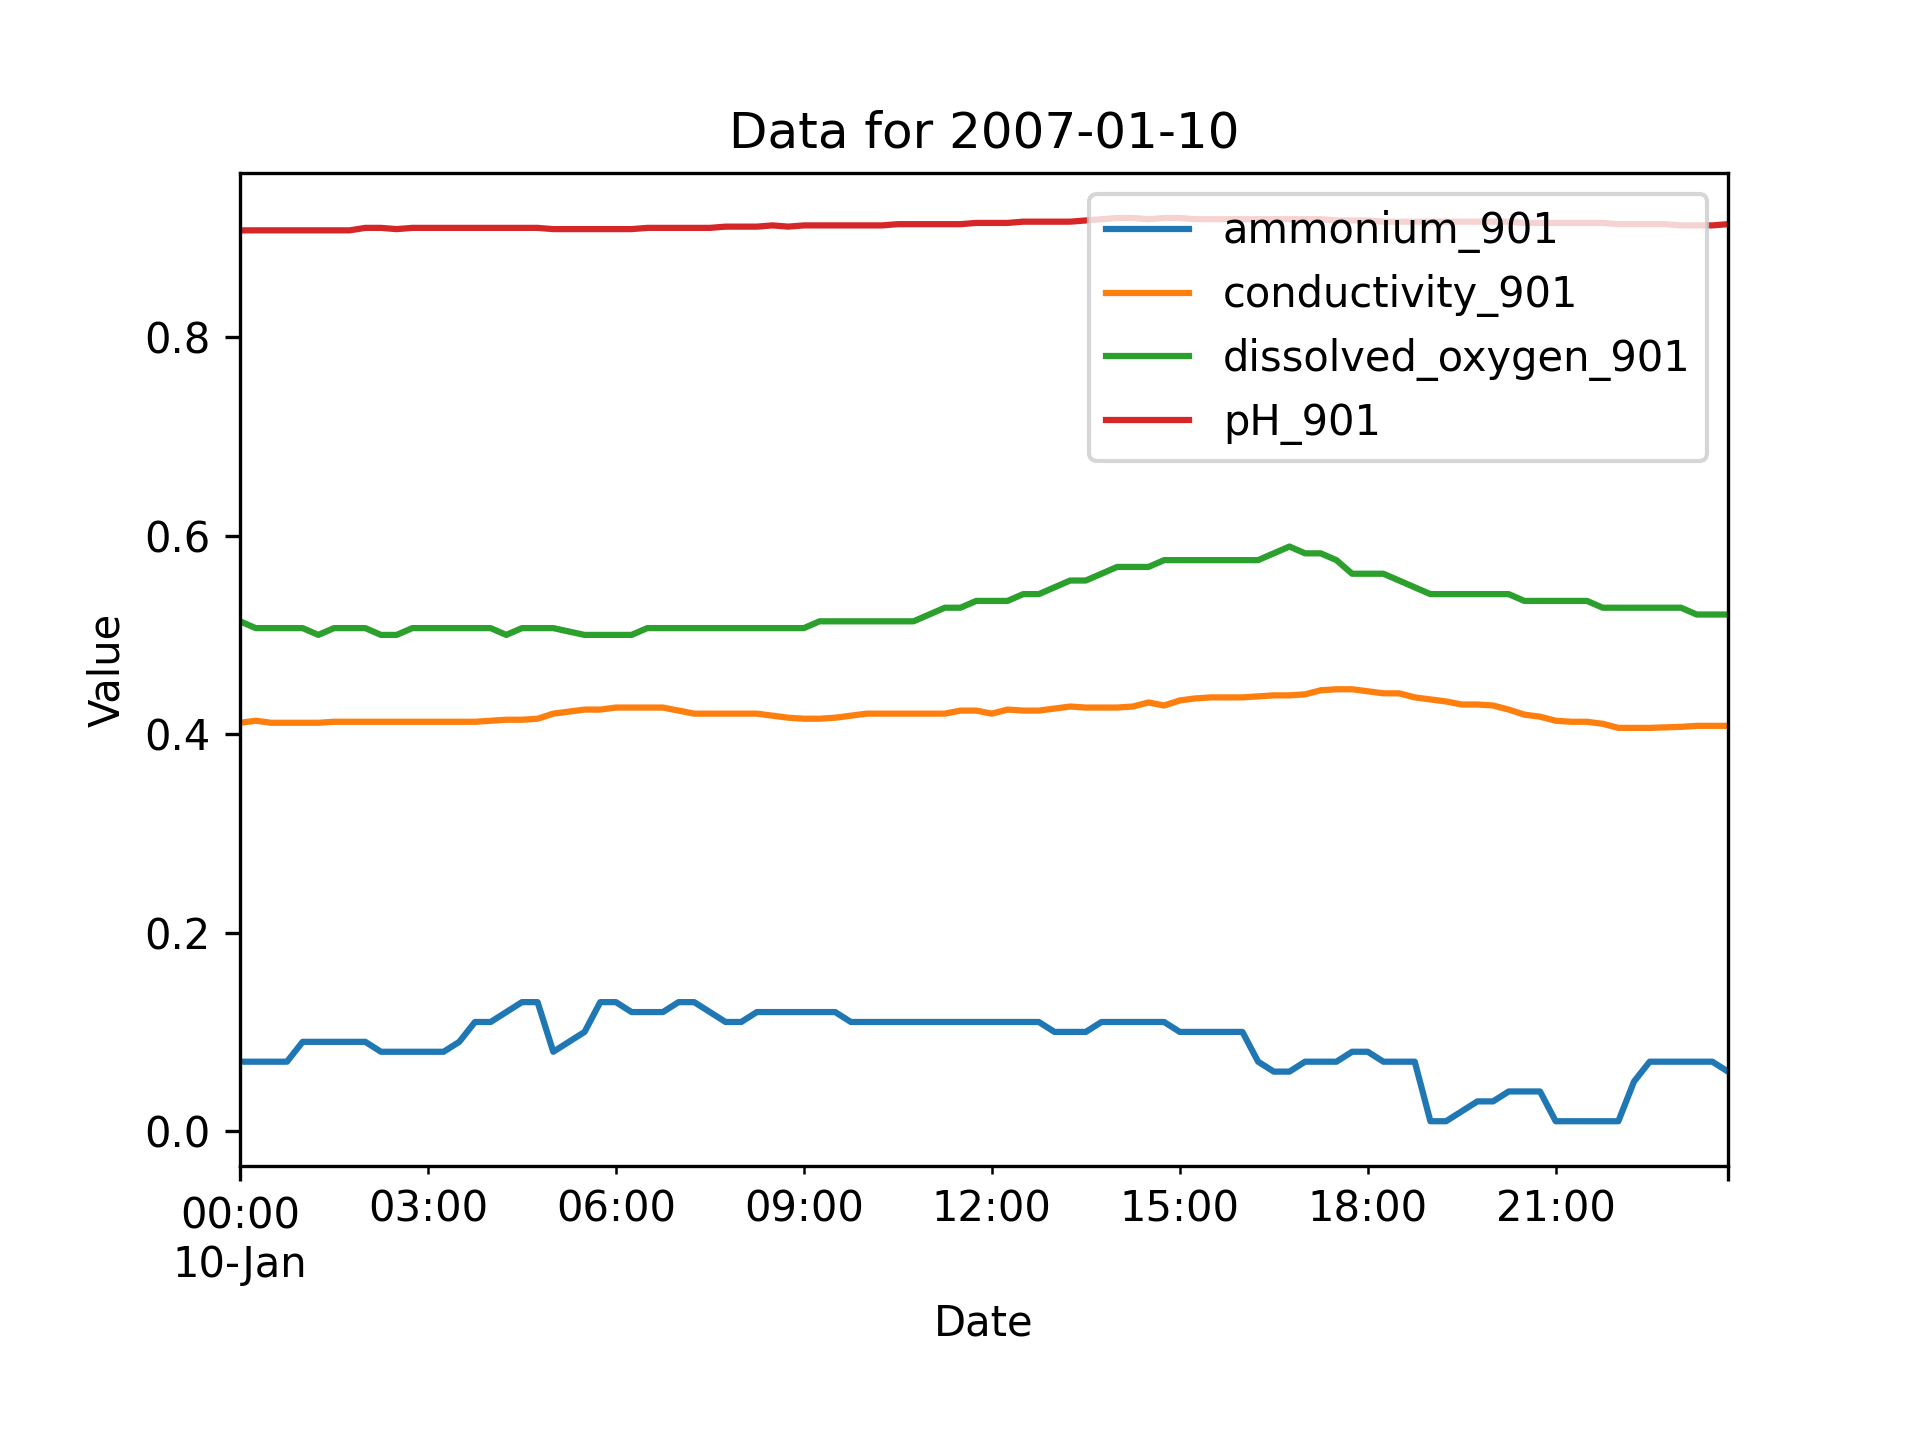 Data for 2007-01-10
ammonium_901
conductivity_901
dissolved_oxygen_901
pH_901
Value
0.8
0.6
0.4
0.2
0.0
00:00 03:00 06:00 09:00 12:00 15:00 18:00 21:00
10-Jan
Date